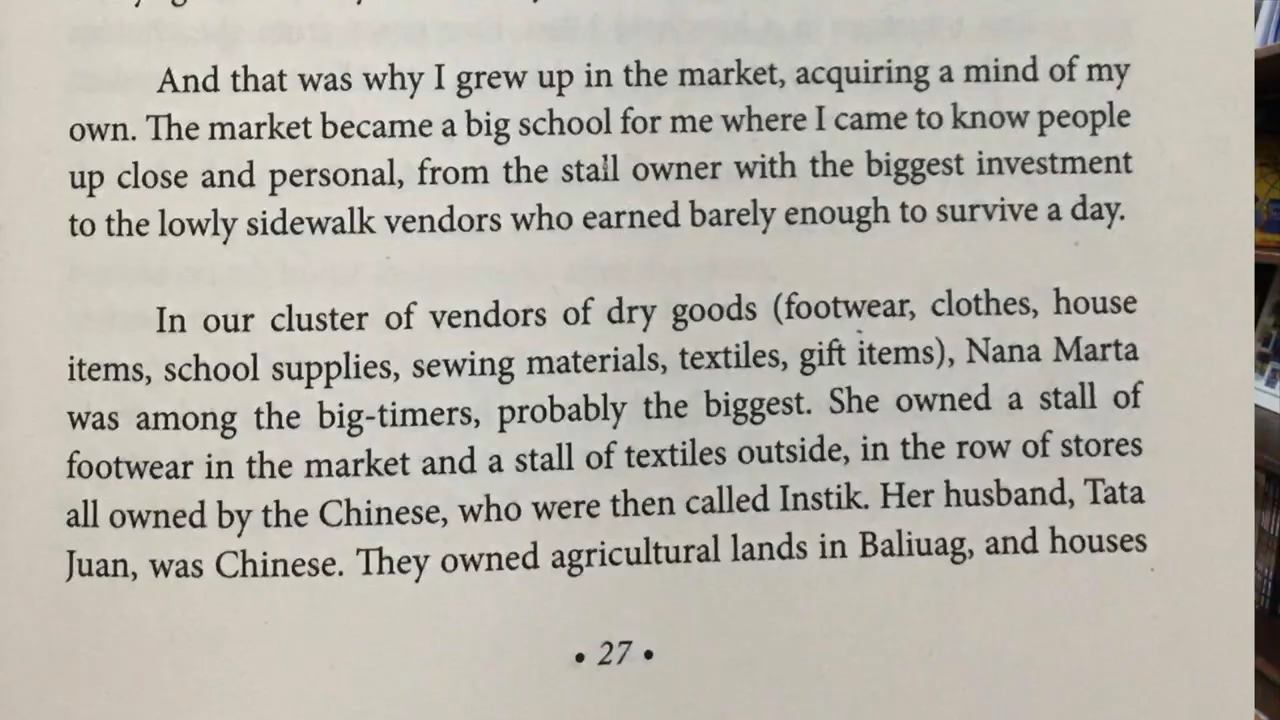 And that was why I grew up in the market, acquiring a mind of my
own. The market became a big school for me where I came to know people
up close and personal, from the stall owner with the biggest investment
to the lowly sidewalk vendors who earned barely enough to survive a day.
In our cluster of vendors of dry goods (footwear, clothes, house
items, school supplies, sewing materials, textiles, gift items), Nana Marta
was among the big-timers, probably the biggest. She owned a stall of
footwear in the market and a stall of textiles outside, in the row of stores
all owned by the Chinese, who were then called Instik. Her husband, Tata
Juan, was Chinese. They owned agricultural lands in Baliuag, and houses
• 27 •